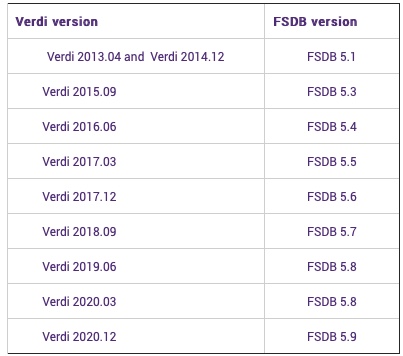 Verdi version FSDB version
Verdi 2013.04 and Verdi 2014.12 FSDB 5.1
Verdi 2015.09 FSDB 5.3
Verdi 2016.06 FSDB 5.4
Verdi 2017.03 FSDB 5.5
Verdi 2017.12 FSDB 5.6
Verdi 2018.09 FSDB 5.7
Verdi 2019.06 FSDB 5.8
Verdi 2020.03 FSDB 5.8
Verdi 2020.12 FSDB 5.9